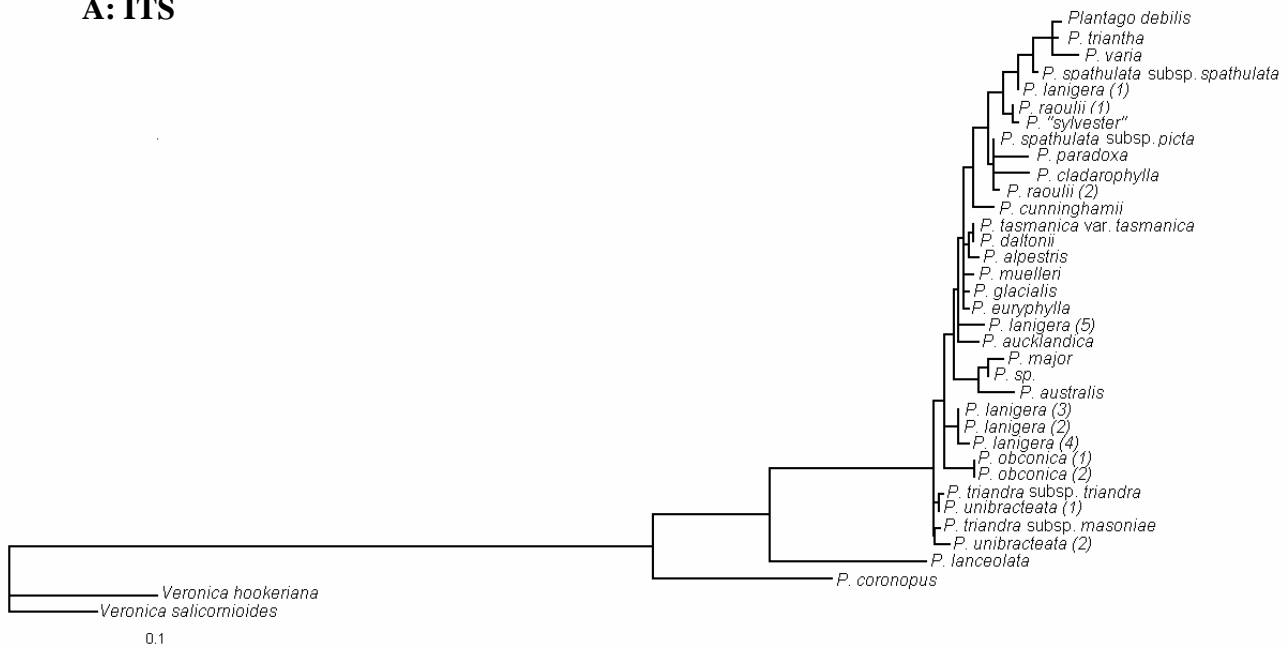 A: ITS
Plantago debilis
P. triantha
P. varia
P. spathulata subsp. spathulata
P. lanigera (1)
P. raoulii (1)
P. "sylvester"
P. spathulata subsp. picta
P. paradoxa
P. cladarophylla
P. raoulii (2)
P. cunninghamii
P. tasmanica var. tasmanica
P. daltonii
P. alpestris
P. muelleri
P. glacialis
P. euryphylla
P. lanigera (5)
P. aucklandica
P. major
P. sp.
P. australis
P. lanigera (3)
P. lanigera (2)
P. lanigera (4)
P. obconica (1)
P. obconica (2)
P. triandra subsp. triandra
P. unibracteata (1)
P. triandra subsp. masoniae
P. unibracteata (2)
P. lanceolata
P. coronopus
Veronica hookeriana
Veronica salicornioides
0.1